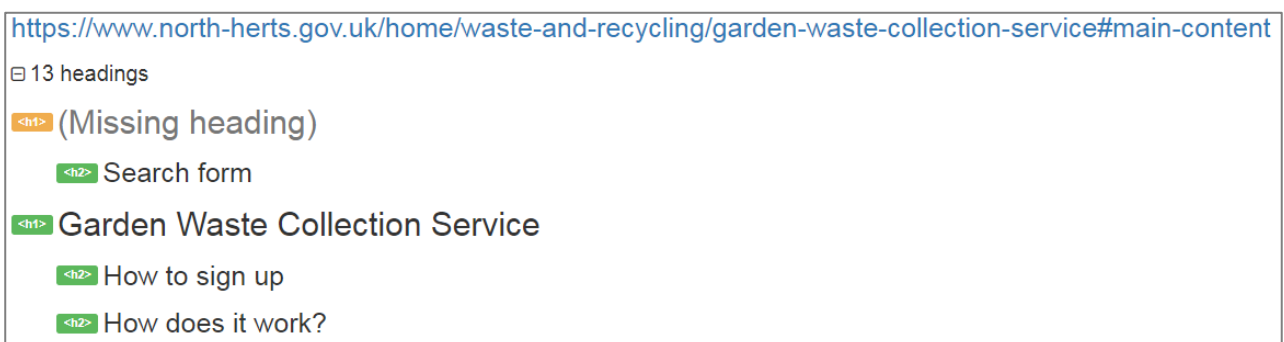 https://www.north-herts.gov.uk/home/waste-and-recycling/garden-waste-collection-service#main-content
13 headings
<h1> (Missing heading)
<h2> Search form
<h1> Garden Waste Collection Service
<h2> How to sign up
<h2> How does it work?